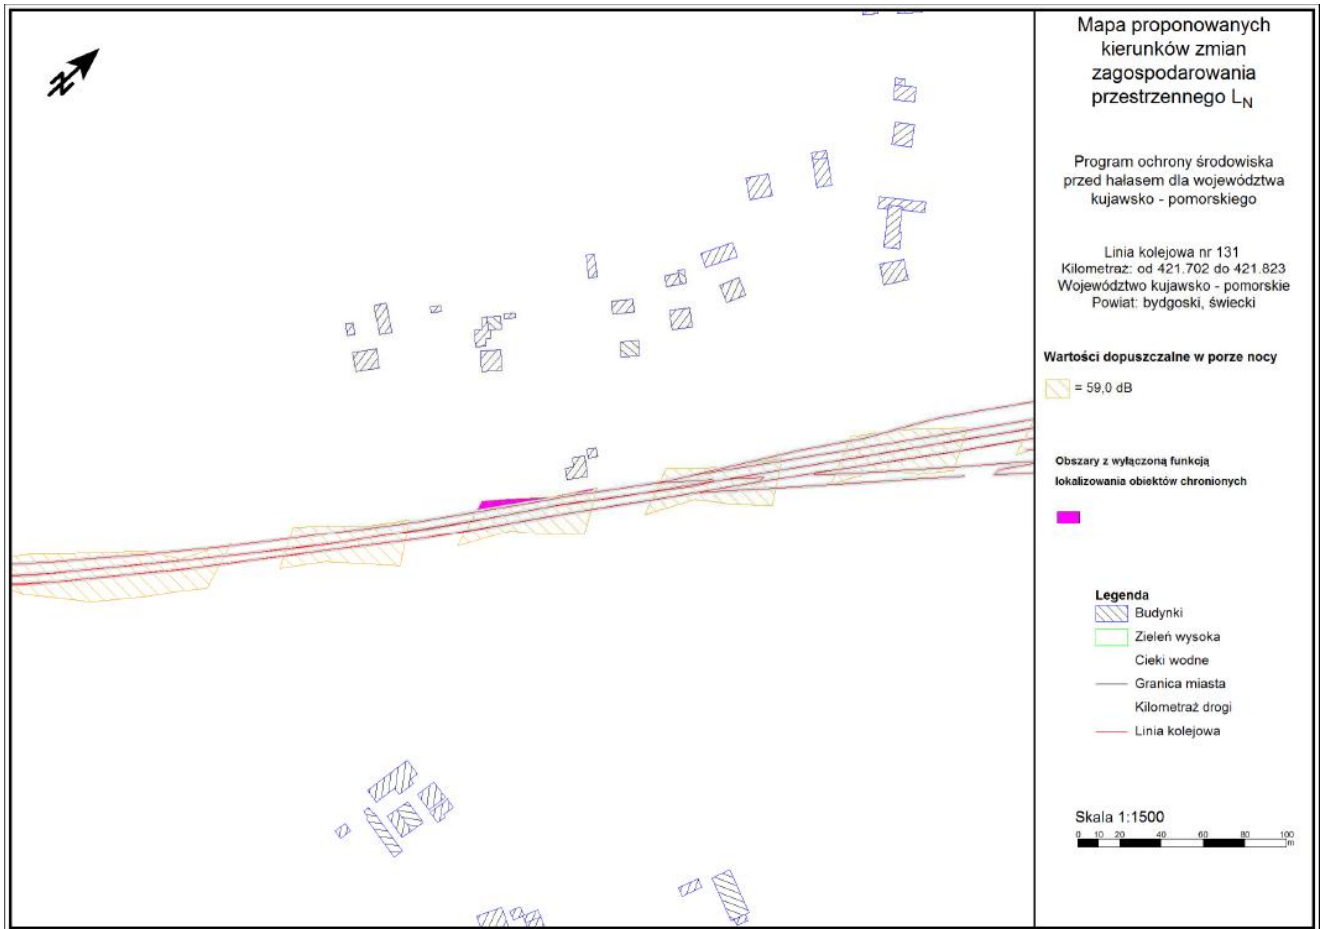 N
Mapa proponowanych
kierunków zmian
zagospodarowania
przestrzennego LN
Program ochrony środowiska
przed hałasem dla województwa
kujawsko - pomorskiego
Linia kolejowa nr 131
Kilometraż: od 421.702 do 421.823
Województwo kujawsko - pomorskie
Powiat: bydgoski, świecki
Wartości dopuszczalne w porze nocy
= 59,0 dB
Obszary z wyłączoną funkcją
lokalizowania obiektów chronionych
Legenda
Budynki
Zieleń wysoka
Cieki wodne
Granica miasta
Kilometraż drogi
Linia kolejowa
Skala 1:1500
0 10 20 40 60 80 100
m